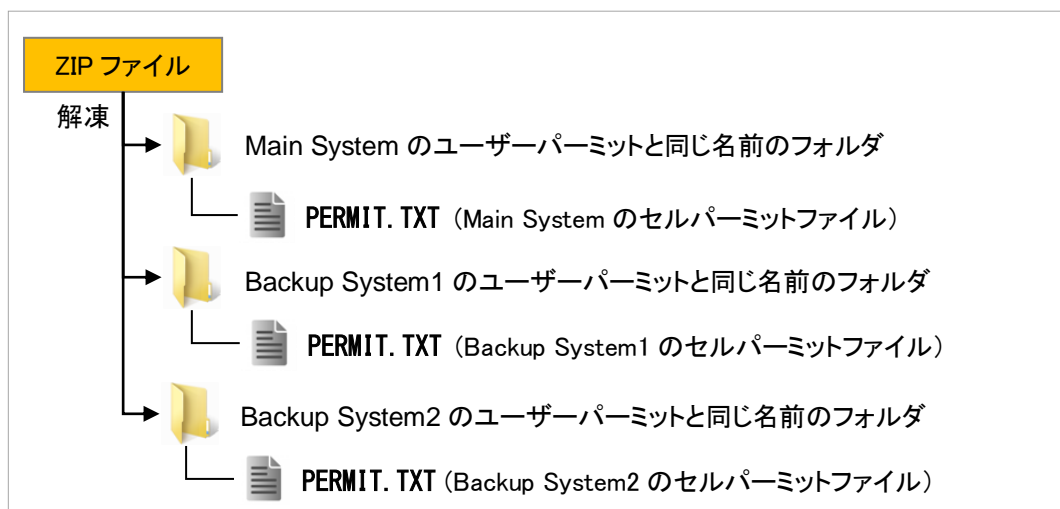 ZIP ファイル
解凍
Main System のユーザーパーミットと同じ名前のフォルダ
PERMIT.TXT (Main System のセルパーミットファイル)
Backup System1 のユーザーパーミットと同じ名前のフォルダ
PERMIT.TXT (Backup System1 のセルパーミットファイル)
Backup System2 のユーザーパーミットと同じ名前のフォルダ
PERMIT.TXT (Backup System2 のセルパーミットファイル)